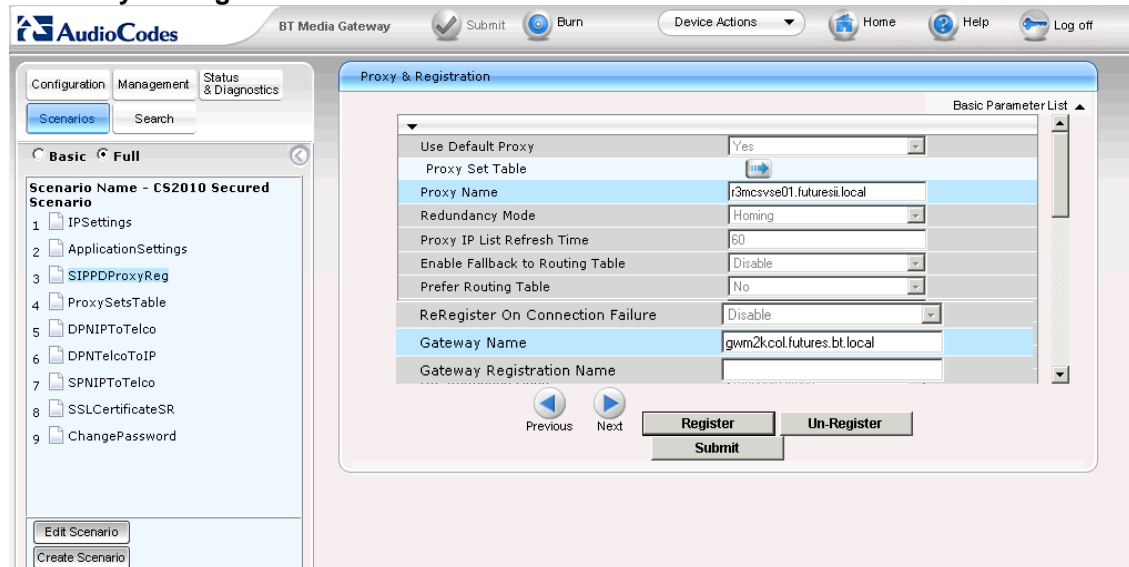 AudioCodes
BT Media Gateway
Submit
Burn
Device Actions
Home
Help
Log off
Configuration
Management
Status
& Diagnostics
Scenarios
Search
Basic
Full
Scenario Name - CS2010 Secured
Scenario
1 IPSettings
2 ApplicationSettings
3 SIPPDProxyReg
4 ProxySetsTable
5 DPNIPToTelco
6 DPNTelcoToIP
7 SPNIPToTelco
8 SSLCertificateSR
9 ChangePassword
Edit Scenario
Create Scenario
Proxy & Registration
Basic Parameter List
Use Default Proxy Yes
Proxy Set Table
Proxy Name r3mcsvse01.futuresii.local
Redundancy Mode Homing
Proxy IP List Refresh Time 60
Enable Fallback to Routing Table Disable
Prefer Routing Table No
ReRegister On Connection Failure Disable
Gateway Name gwm2kcol.futures.bt.local
Gateway Registration Name
Previous
Next
Register
Un-Register
Submit